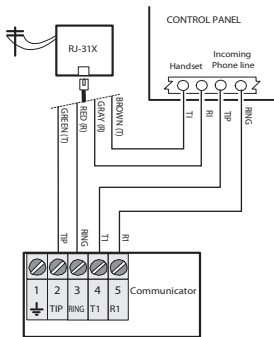 CONTROL PANEL
RJ-31X
Incoming
Handset Phone line
GREEN (T)
RED (R)
GRAY (R)
BROWN (T)
T1
RI
TIP
RING
TIP
RING
T1
R1
1 2 3 4 5 Communicator
TIP RING T1 R1